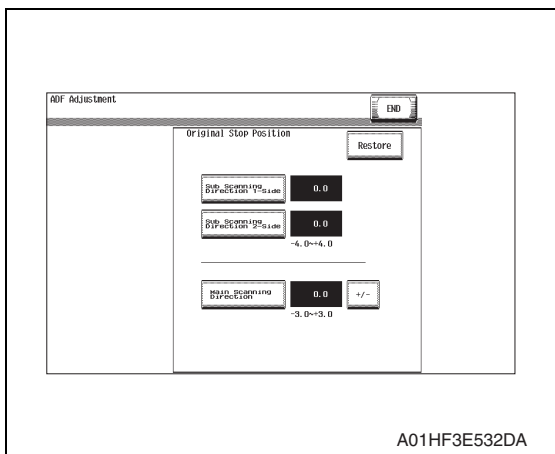 ADF Adjustment
END
Original Stop Position
Restore
Sub Scanning
Direction 1-Side
0.0
Sub Scanning
Direction 2-Side
0.0
-4.0~+4.0
Main Scanning
Direction
0.0
+/-
-3.0~+3.0
A01HF3E532DA